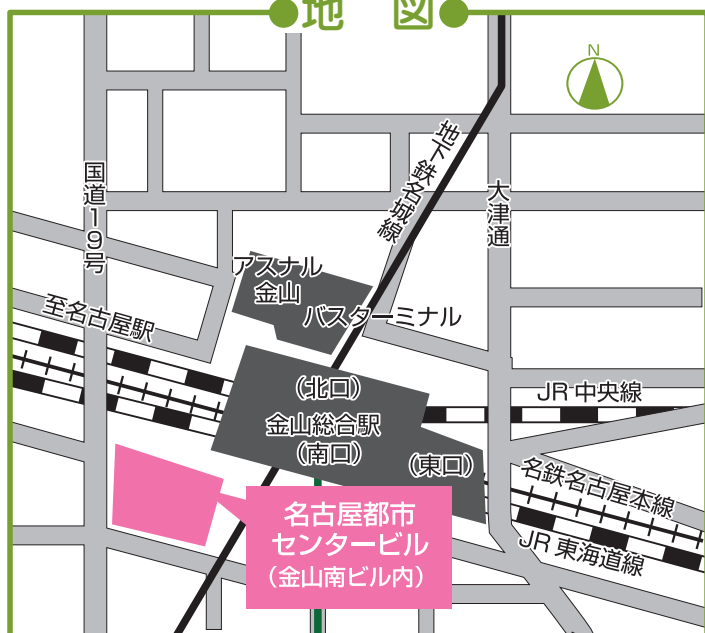 ●地 図●
N
地下鉄名城線
国道19号
大津通
アスナル
金山
バスターミナル
至名古屋駅
(北口)
JR 中央線
金山総合駅
(南口)
(東口)
名鉄名古屋本線
名古屋都市
センタービル
(金山南ビル内)
JR 東海道線